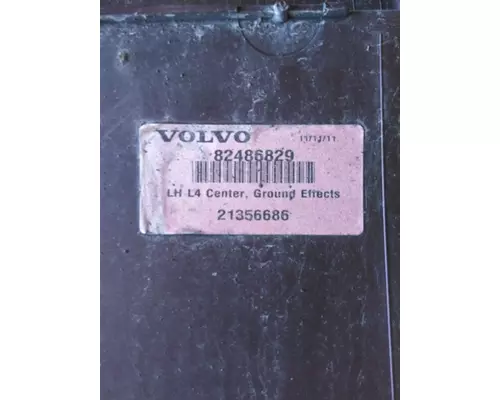 VOLVO
82486829
LH L4 Center, Ground Effects
21356686